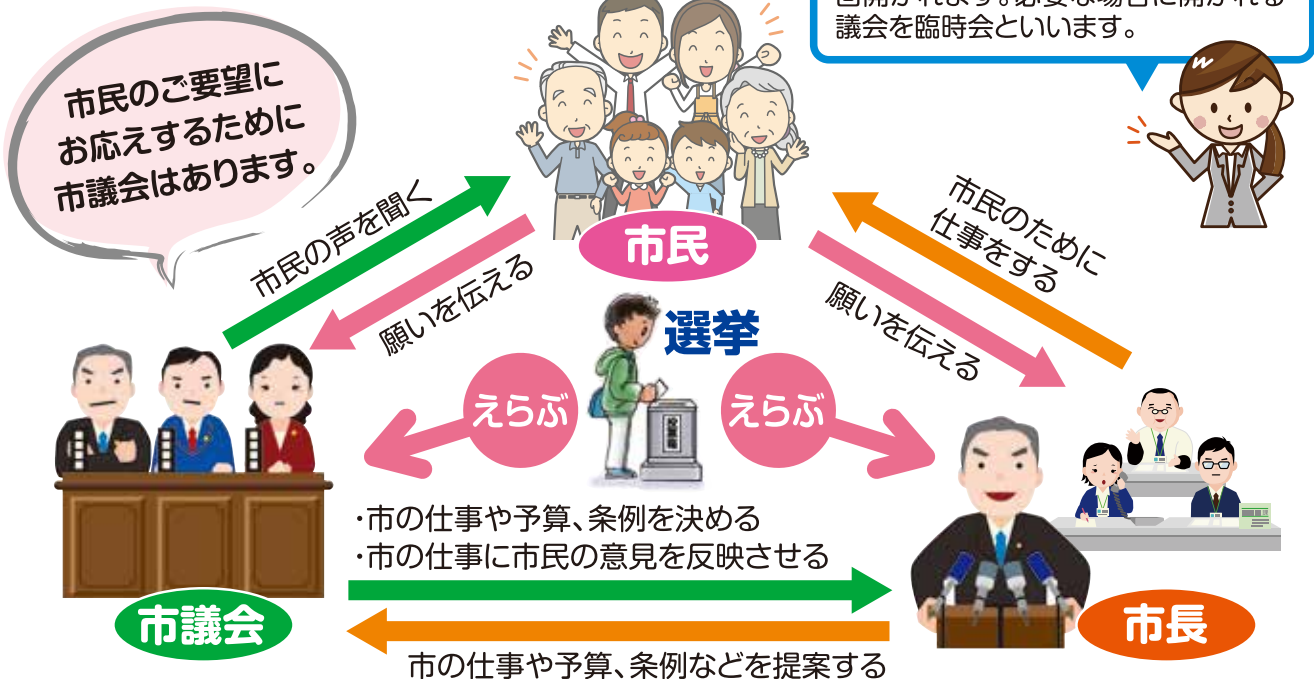 議会を臨時会といいます。
市民のご要望に
お応えするために
市議会はあります。
市民
市民の声を聞く
願いを伝える
市民のために
仕事をする
願いを伝える
選挙
えらぶ
えらぶ
投票箱
・市の仕事や予算、条例を決める
・市の仕事に市民の意見を反映させる
市議会
市長
市の仕事や予算、条例などを提案する